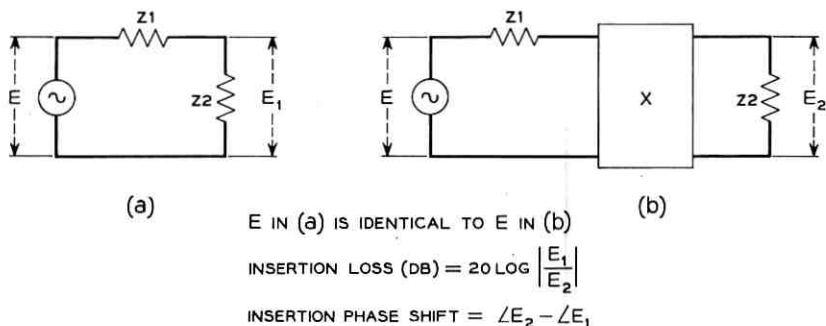 Z1
E
Z2
E1
(a)
Z1
E
X
Z2
E2
(b)
E IN (a) IS IDENTICAL TO E IN (b)
INSERTION LOSS (DB) = 20 LOG |E1/E2|
INSERTION PHASE SHIFT = ∠E2 − ∠E1